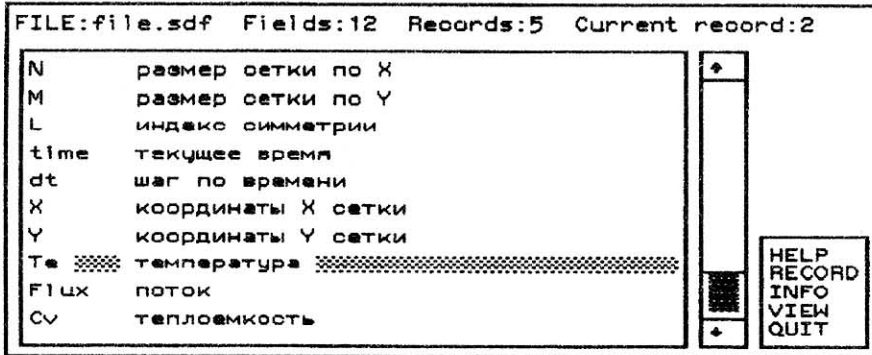 FILE:file.sdf Fields:12 Records:5 Current record:2
N размер сетки по X
M размер сетки по Y
L индекс симметрии
time текущее время
dt шаг по времени
X координаты X сетки
Y координаты Y сетки
Te температура
Flux поток
Cv теплоемкость
HELP
RECORD
INFO
VIEW
QUIT